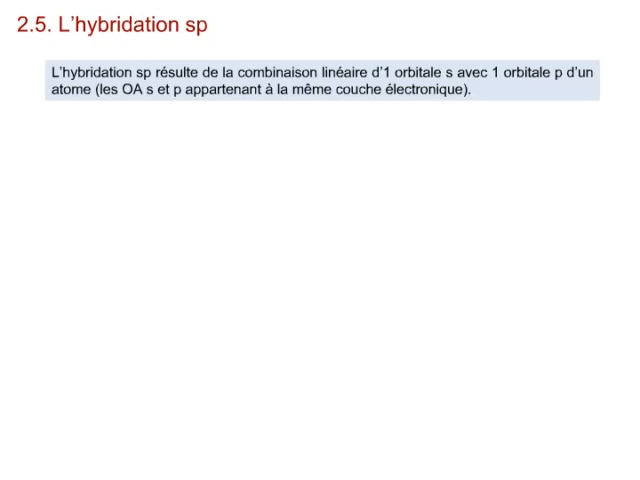 2.5. L’hybridation sp
L’hybridation sp résulte de la combinaison linéaire d’1 orbitale s avec 1 orbitale p d’un
atome (les OA s et p appartenant à la même couche électronique).